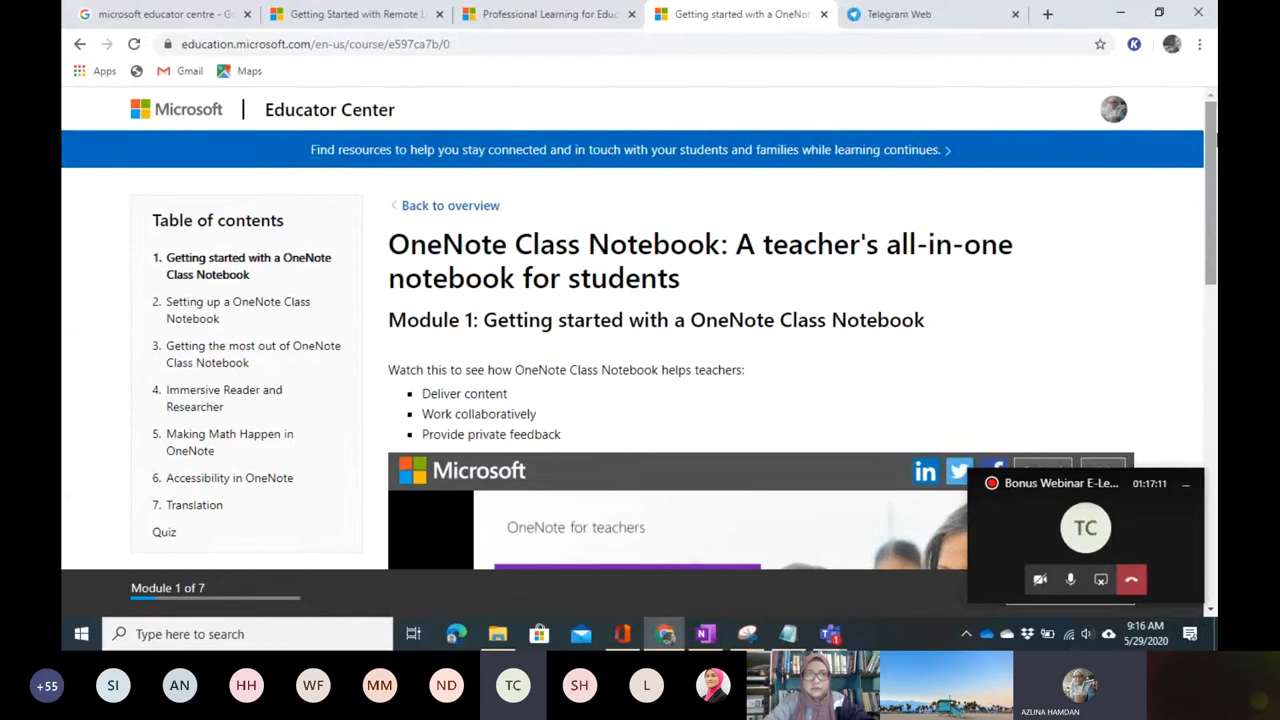 microsoft educator centre - G
Getting Started with Remote L
Professional Learning for Educ
Getting started with a OneNo
Telegram Web
education.microsoft.com/en-us/course/e597ca7b/0
K
Apps
Gmail
Maps
Microsoft
Educator Center
Find resources to help you stay connected and in touch with your students and families while learning continues.
Table of contents
1. Getting started with a OneNote
Class Notebook
2. Setting up a OneNote Class
Notebook
3. Getting the most out of OneNote
Class Notebook
4. Immersive Reader and
Researcher
5. Making Math Happen in
OneNote
6. Accessibility in OneNote
7. Translation
Quiz
Back to overview
OneNote Class Notebook: A teacher's all-in-one
notebook for students
Module 1: Getting started with a OneNote Class Notebook
Watch this to see how OneNote Class Notebook helps teachers:
Deliver content
Work collaboratively
Provide private feedback
Microsoft
in
OneNote for teachers
Bonus Webinar E-Le...
01:17:11
TC
Module 1 of 7
Type here to search
9:16 AM
5/29/2020
+55
SI
AN
HH
WF
MM
ND
TC
SH
L
AZLINA HAMDAN